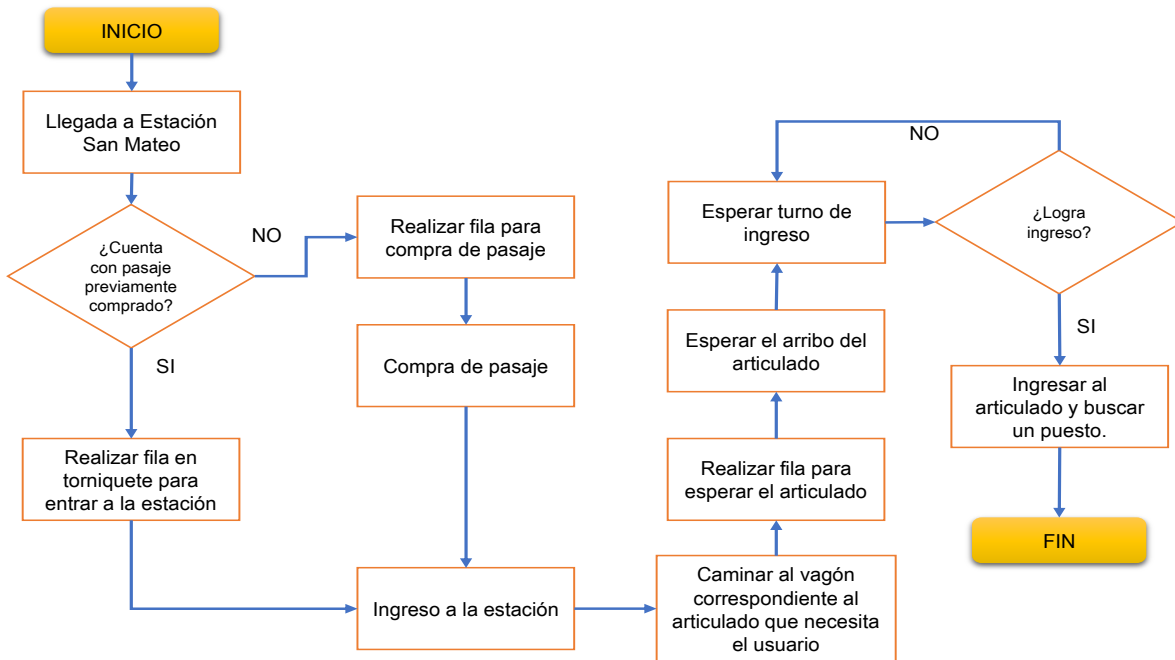 INICIO
Llegada a Estación
San Mateo
¿Cuenta
con pasaje
previamente
comprado?
NO
SI
Realizar fila en
torniquete para
entrar a la estación
Realizar fila para
compra de pasaje
Compra de pasaje
Ingreso a la estación
Caminar al vagón
correspondiente al
articulado que necesita
el usuario
Realizar fila para
esperar el articulado
Esperar el arribo del
articulado
Esperar turno de
ingreso
¿Logra
ingreso?
NO
SI
Ingresar al
articulado y buscar
un puesto.
FIN